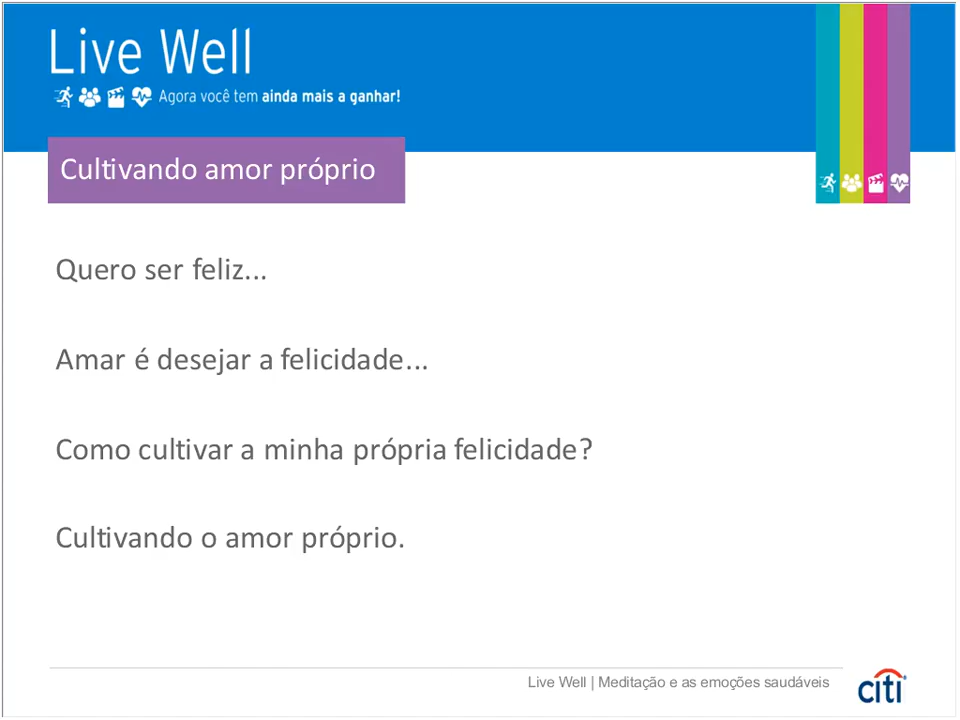 Live Well
Agora você tem ainda mais a ganhar!
Cultivando amor próprio
Quero ser feliz...
Amar é desejar a felicidade...
Como cultivar a minha própria felicidade?
Cultivando o amor próprio.
Live Well | Meditação e as emoções saudáveis
citi